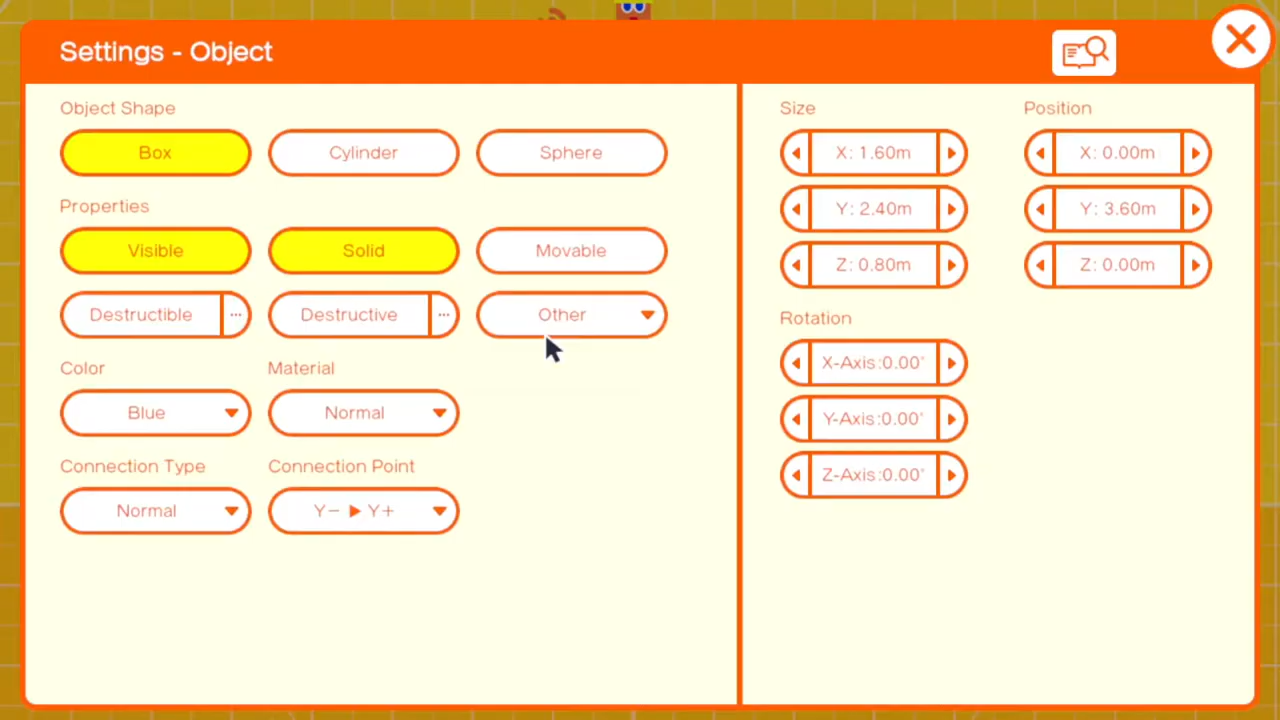 Settings - Object
Object Shape
Box
Cylinder
Sphere
Properties
Visible
Solid
Movable
Destructible ...
Destructive ...
Other
Color
Material
Blue
Normal
Connection Type
Connection Point
Normal
Y− ▶ Y+
Size
X: 1.60m
Y: 2.40m
Z: 0.80m
Position
X: 0.00m
Y: 3.60m
Z: 0.00m
Rotation
X-Axis:0.00°
Y-Axis:0.00°
Z-Axis:0.00°